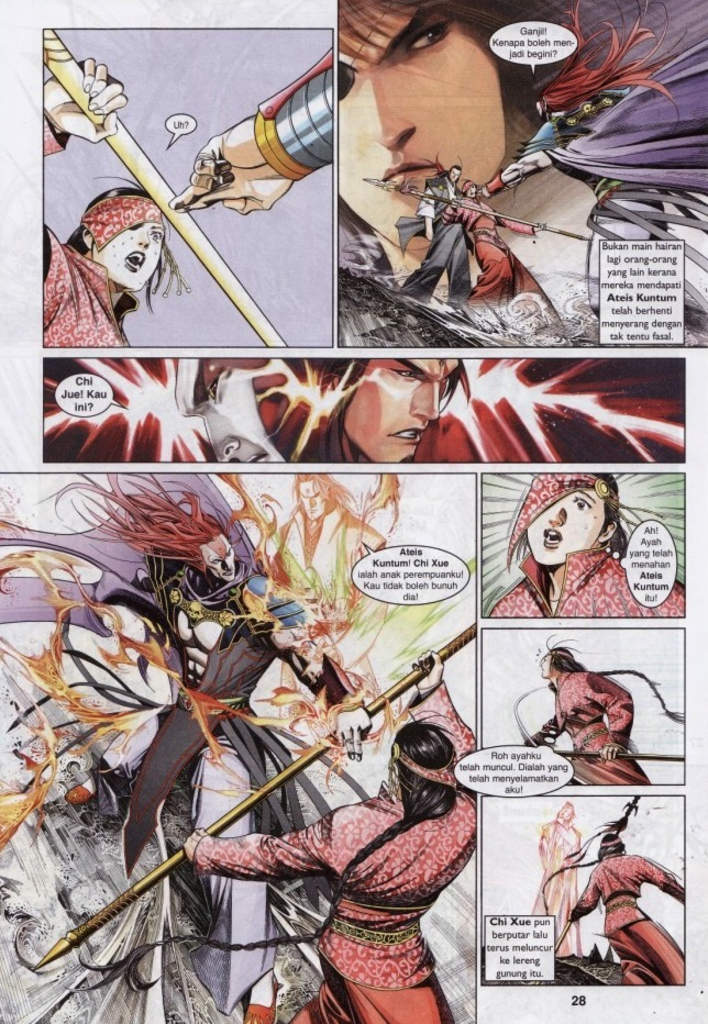 Uh?
Ganjil!
Kenapa boleh men-
jadi begini?
Bukan main hairan
lagi orang-orang
yang lain kerana
mereka mendapati
Ateis Kuntum
telah berhenti
menyerang dengan
tak tentu fasal.
Chi
Jue! Kau
ini?
Ateis
Kuntum! Chi Xue
ialah anak perempuanku!
Kau tidak boleh bunuh
dia!
Ah!
Ayah
yang telah
menahan
Ateis
Kuntum
itu!
Roh ayahku
telah muncul. Dialah yang
telah menyelamatkan
aku!
Chi Xue pun
berputar lalu
terus meluncur
ke lereng
gunung itu.
28